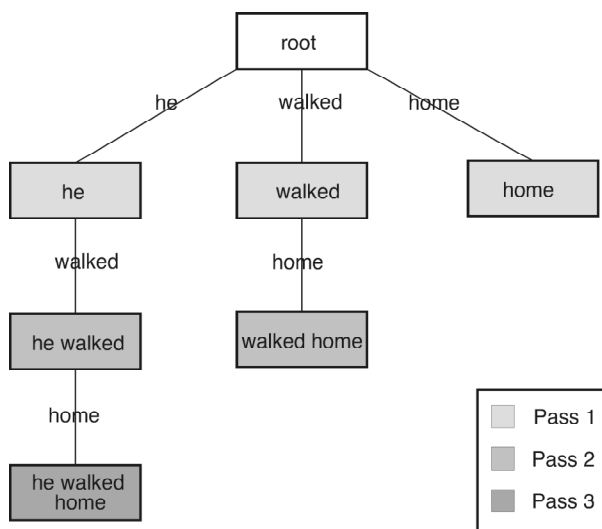 root
he
walked
home
he
walked
home
walked
home
he walked
walked home
home
he walked
home
Pass 1
Pass 2
Pass 3